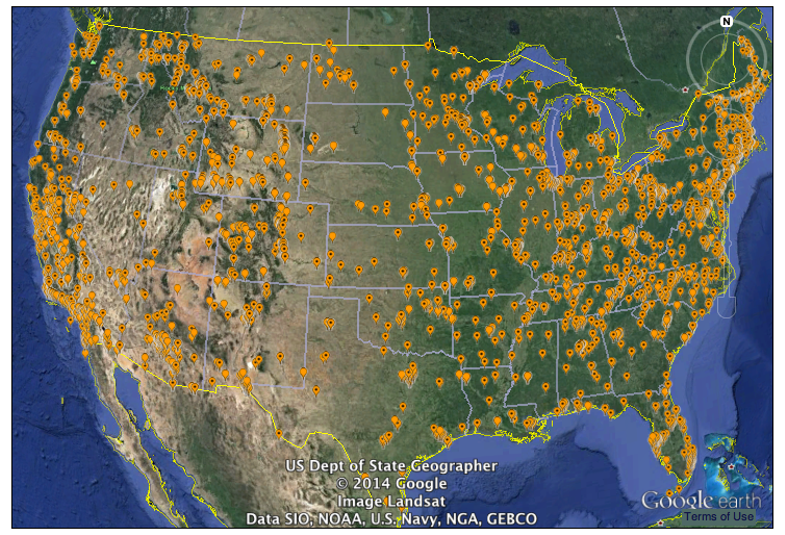 N
US Dept of State Geographer
© 2014 Google
Image Landsat
Data SIO, NOAA, U.S. Navy, NGA, GEBCO
Google earth
Terms of Use